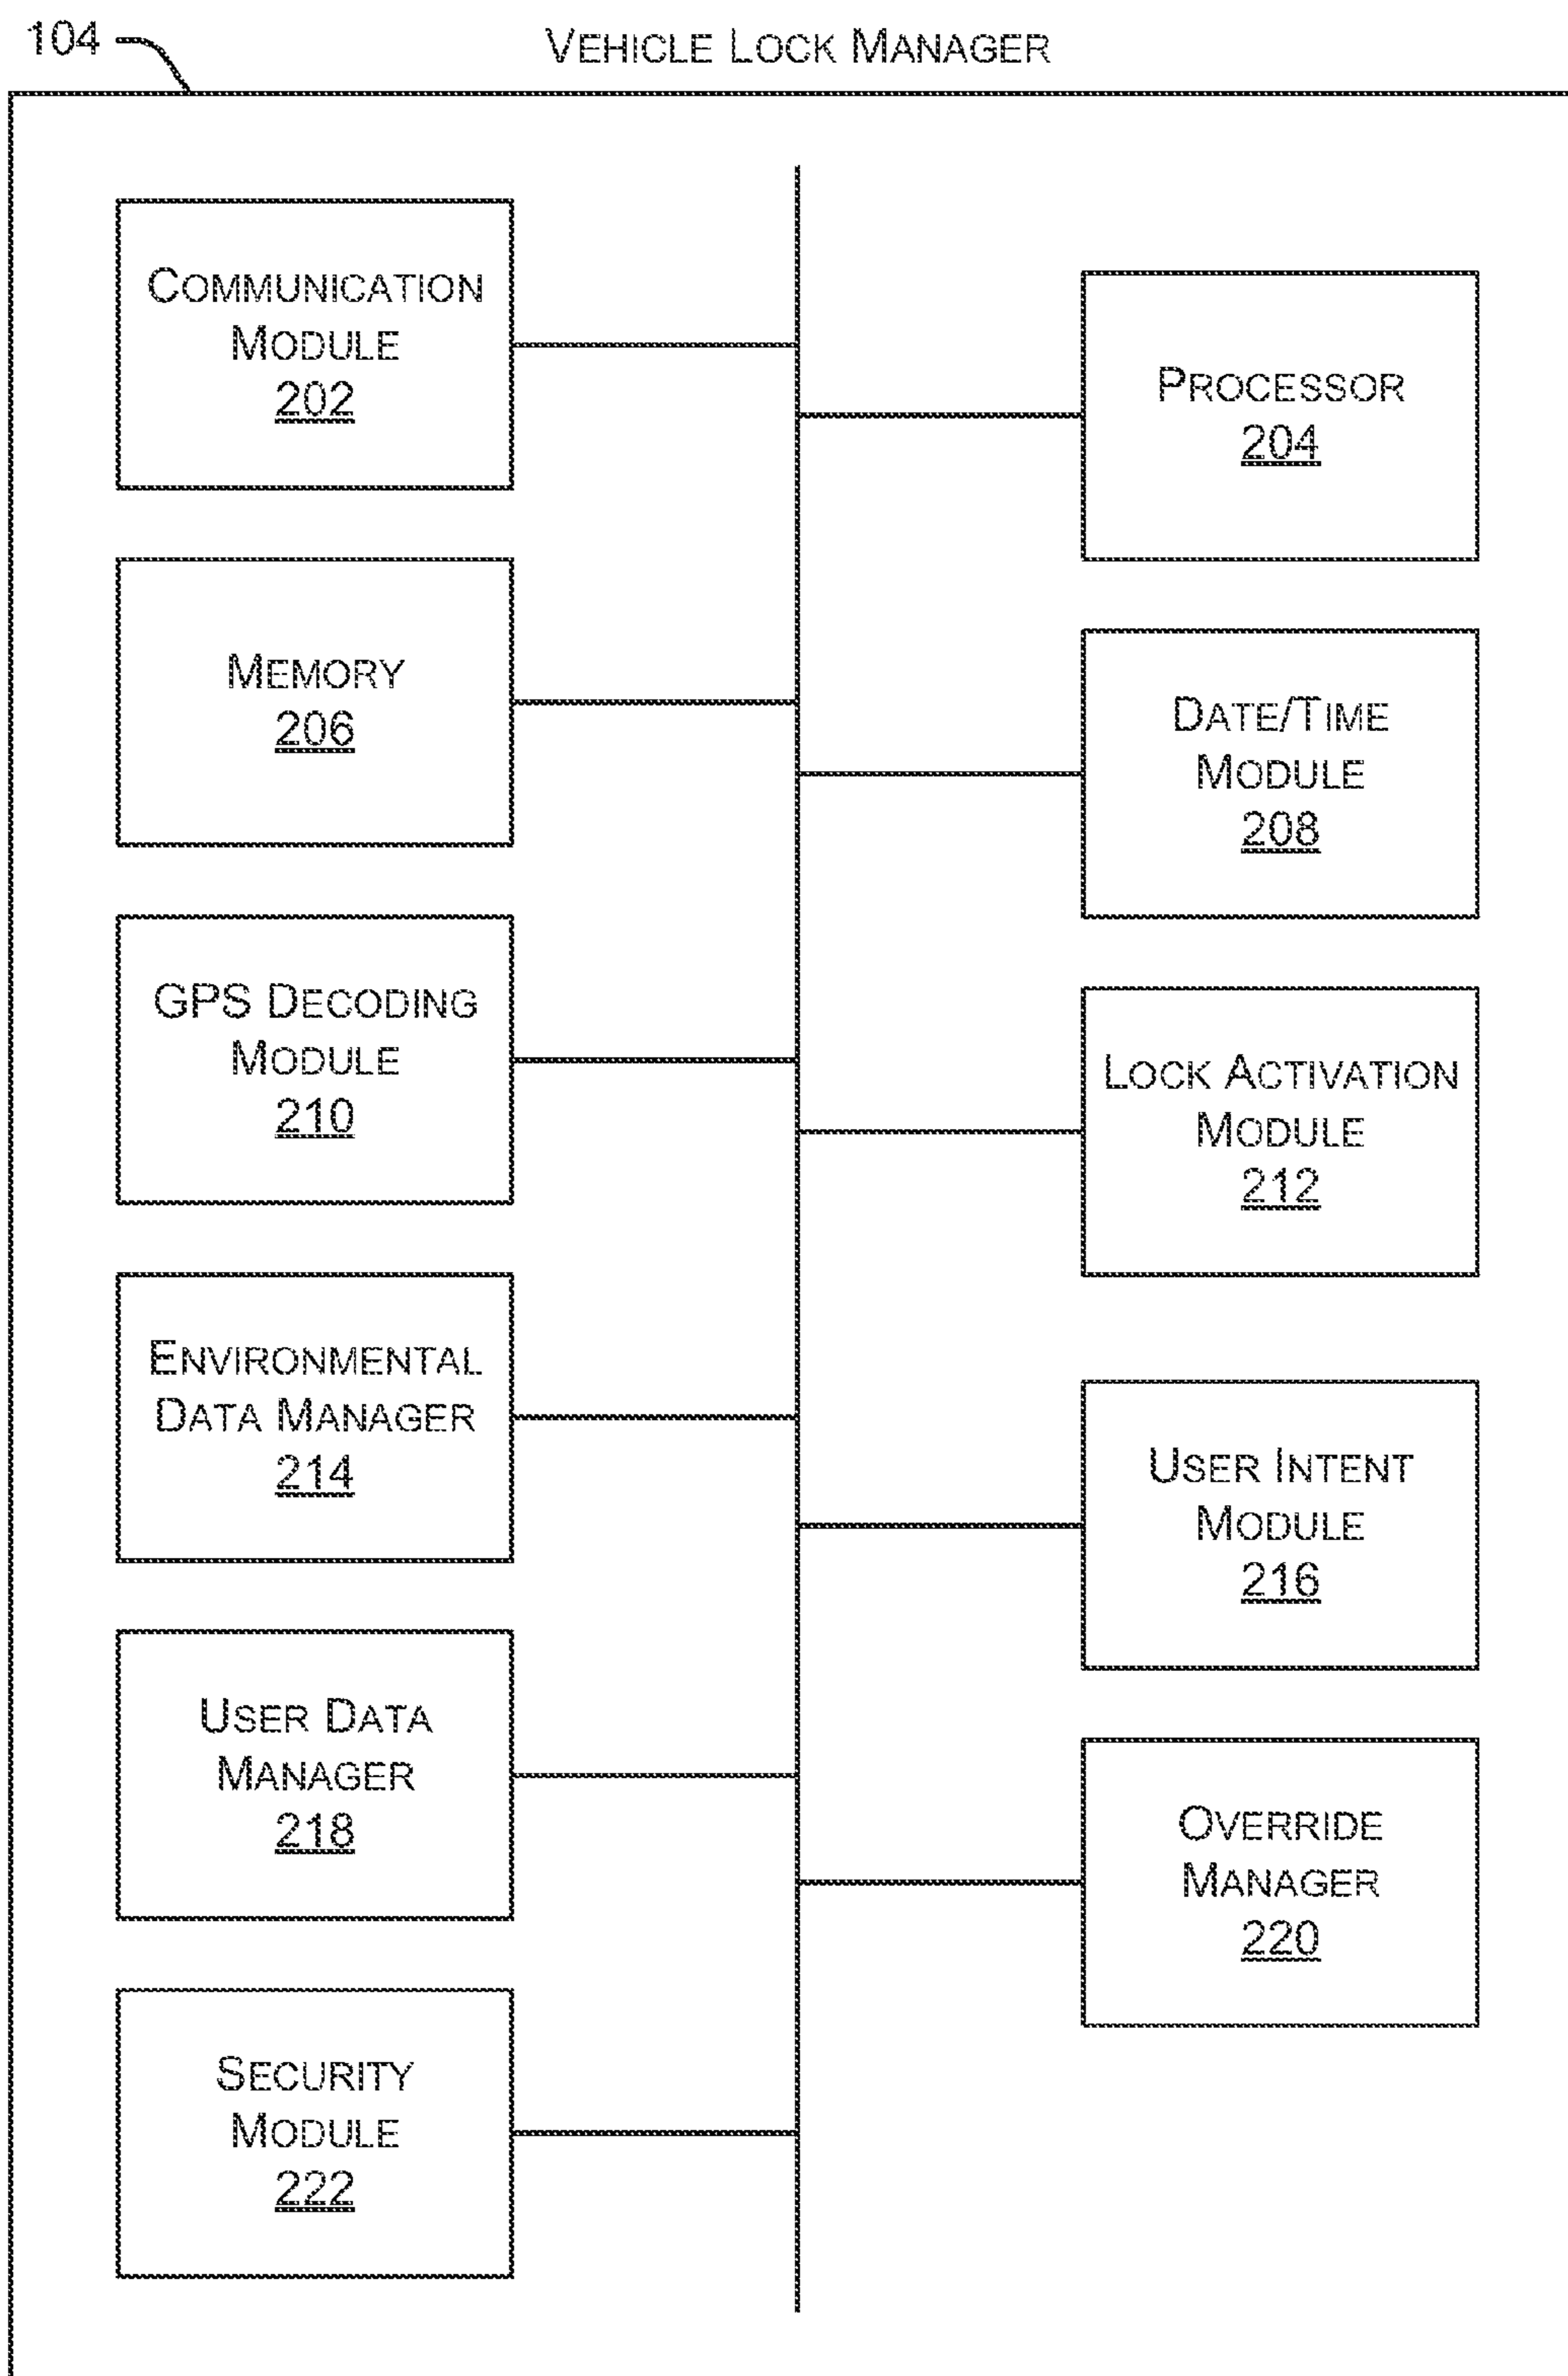 104
VEHICLE LOCK MANAGER
COMMUNICATION
MODULE
202
PROCESSOR
204
MEMORY
206
DATE/TIME
MODULE
208
GPS DECODING
MODULE
210
LOCK ACTIVATION
MODULE
212
ENVIRONMENTAL
DATA MANAGER
214
USER INTENT
MODULE
216
USER DATA
MANAGER
218
OVERRIDE
MANAGER
220
SECURITY
MODULE
222